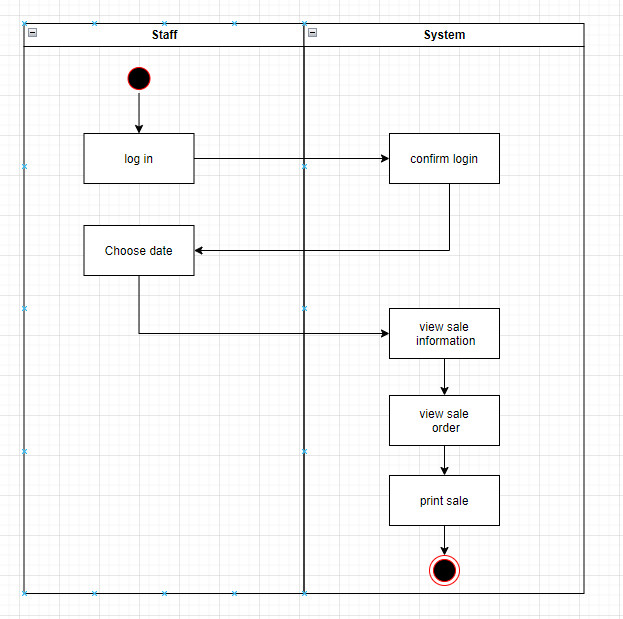 Staff
System
log in
confirm login
Choose date
view sale
information
view sale
order
print sale